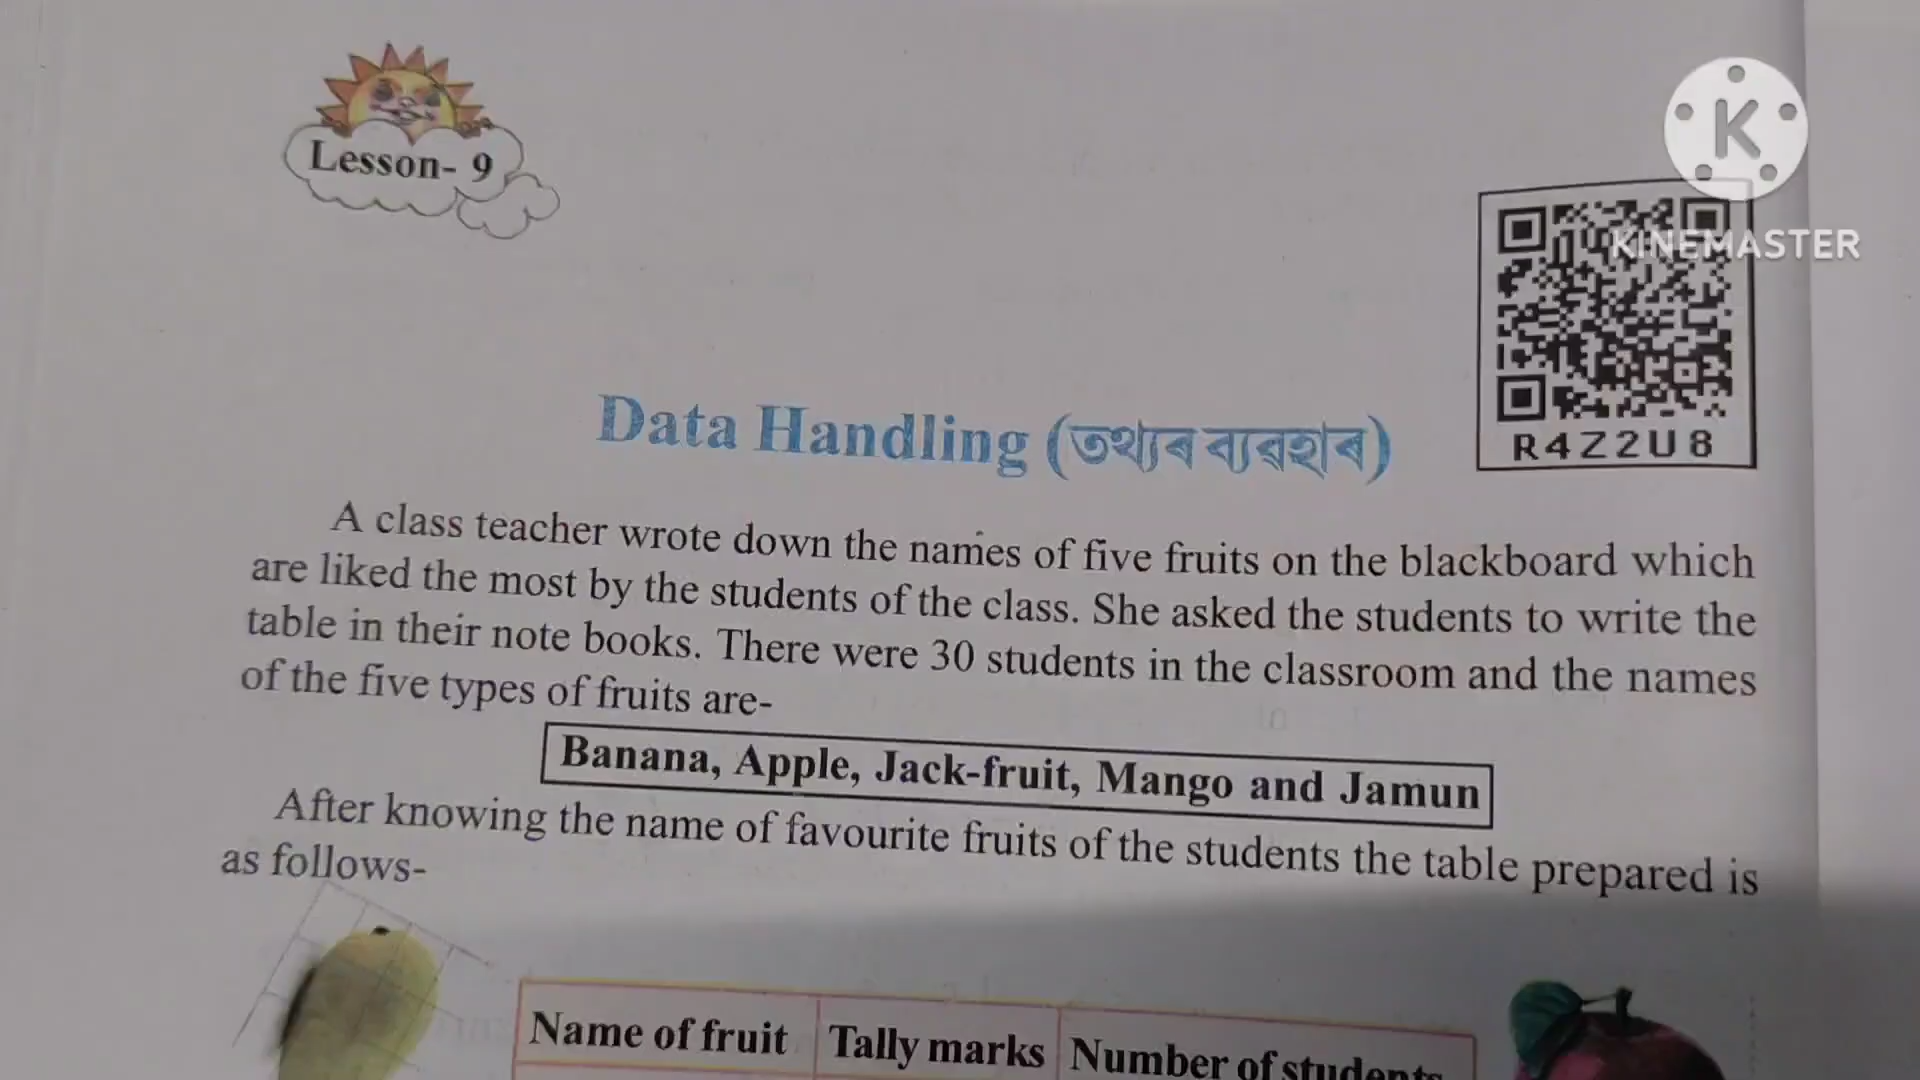 Lesson- 9
K
KINEMASTER
R4Z2U8
Data Handling (তথ্যৰ ব্যৱহাৰ)
A class teacher wrote down the names of five fruits on the blackboard which
are liked the most by the students of the class. She asked the students to write the
table in their note books. There were 30 students in the classroom and the names
of the five types of fruits are-
Banana, Apple, Jack-fruit, Mango and Jamun
After knowing the name of favourite fruits of the students the table prepared is
as follows-
Name of fruit Tally marks Number of students